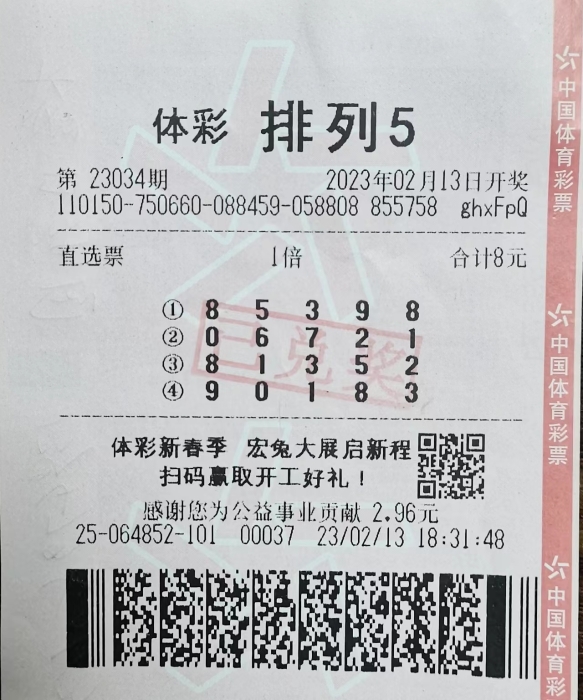 体彩 排列5
第 23034期 2023年02月13日开奖
110150-750660-088459-058808 855758 ghxFpQ
直选票 1倍 合计8元
① 8 5 3 9 8
② 0 6 7 2 1
③ 8 1 3 5 2
④ 9 0 1 8 3
已兑奖
体彩新春季 宏兔大展启新程
扫码赢取开工好礼！
感谢您为公益事业贡献 2.96元
25-064852-101 00037 23/02/13 18:31:48
中国体育彩票
中国体育彩票
中国体育彩